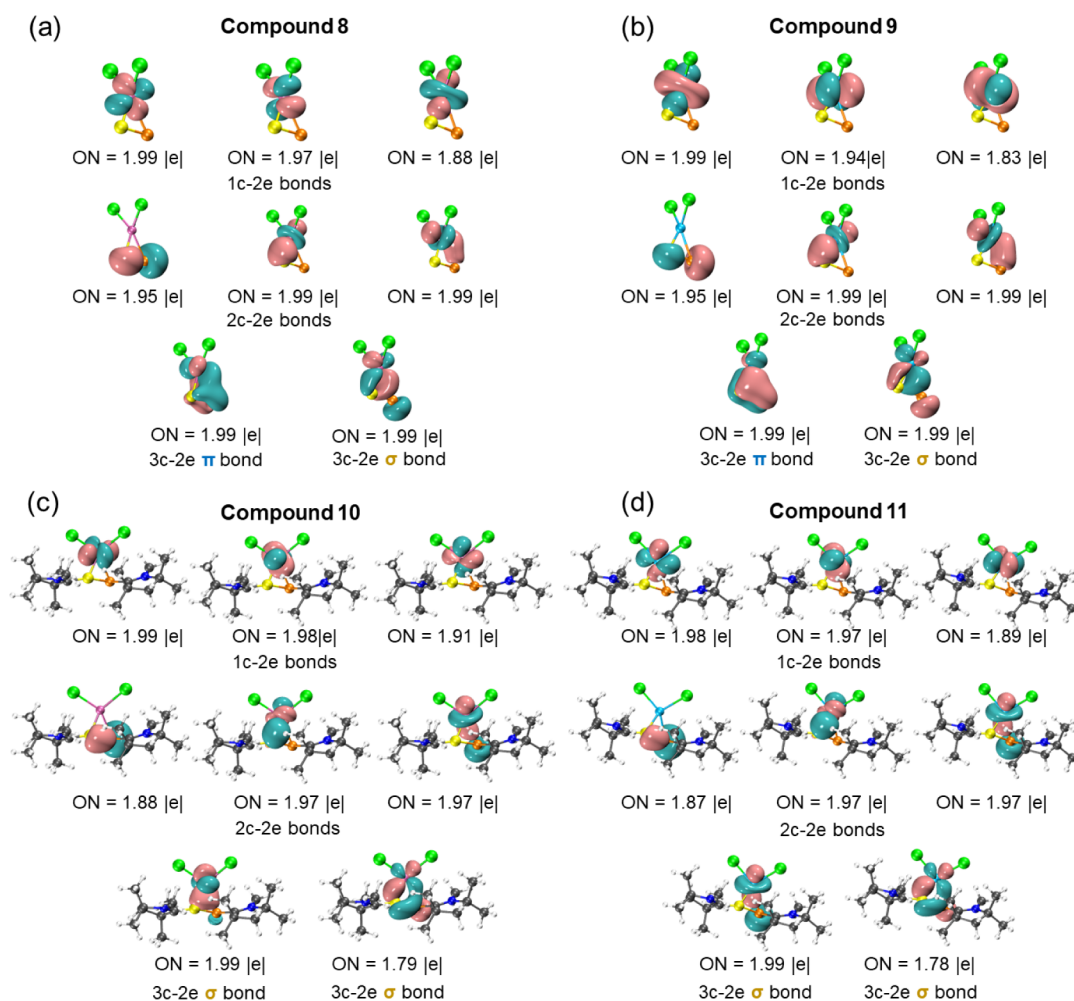 (a)
Compound 8
ON = 1.99 |e|
ON = 1.97 |e|
ON = 1.88 |e|
1c-2e bonds
ON = 1.95 |e|
ON = 1.99 |e|
ON = 1.99 |e|
2c-2e bonds
ON = 1.99 |e|
ON = 1.99 |e|
3c-2e π bond
3c-2e σ bond
(b)
Compound 9
ON = 1.99 |e|
ON = 1.94|e|
ON = 1.83 |e|
1c-2e bonds
ON = 1.95 |e|
ON = 1.99 |e|
ON = 1.99 |e|
2c-2e bonds
ON = 1.99 |e|
ON = 1.99 |e|
3c-2e π bond
3c-2e σ bond
(c)
Compound 10
ON = 1.99 |e|
ON = 1.98|e|
ON = 1.91 |e|
1c-2e bonds
ON = 1.88 |e|
ON = 1.97 |e|
ON = 1.97 |e|
2c-2e bonds
ON = 1.99 |e|
ON = 1.79 |e|
3c-2e σ bond
3c-2e σ bond
(d)
Compound 11
ON = 1.98 |e|
ON = 1.97 |e|
ON = 1.89 |e|
1c-2e bonds
ON = 1.87 |e|
ON = 1.97 |e|
ON = 1.97 |e|
2c-2e bonds
ON = 1.99 |e|
ON = 1.78 |e|
3c-2e σ bond
3c-2e σ bond